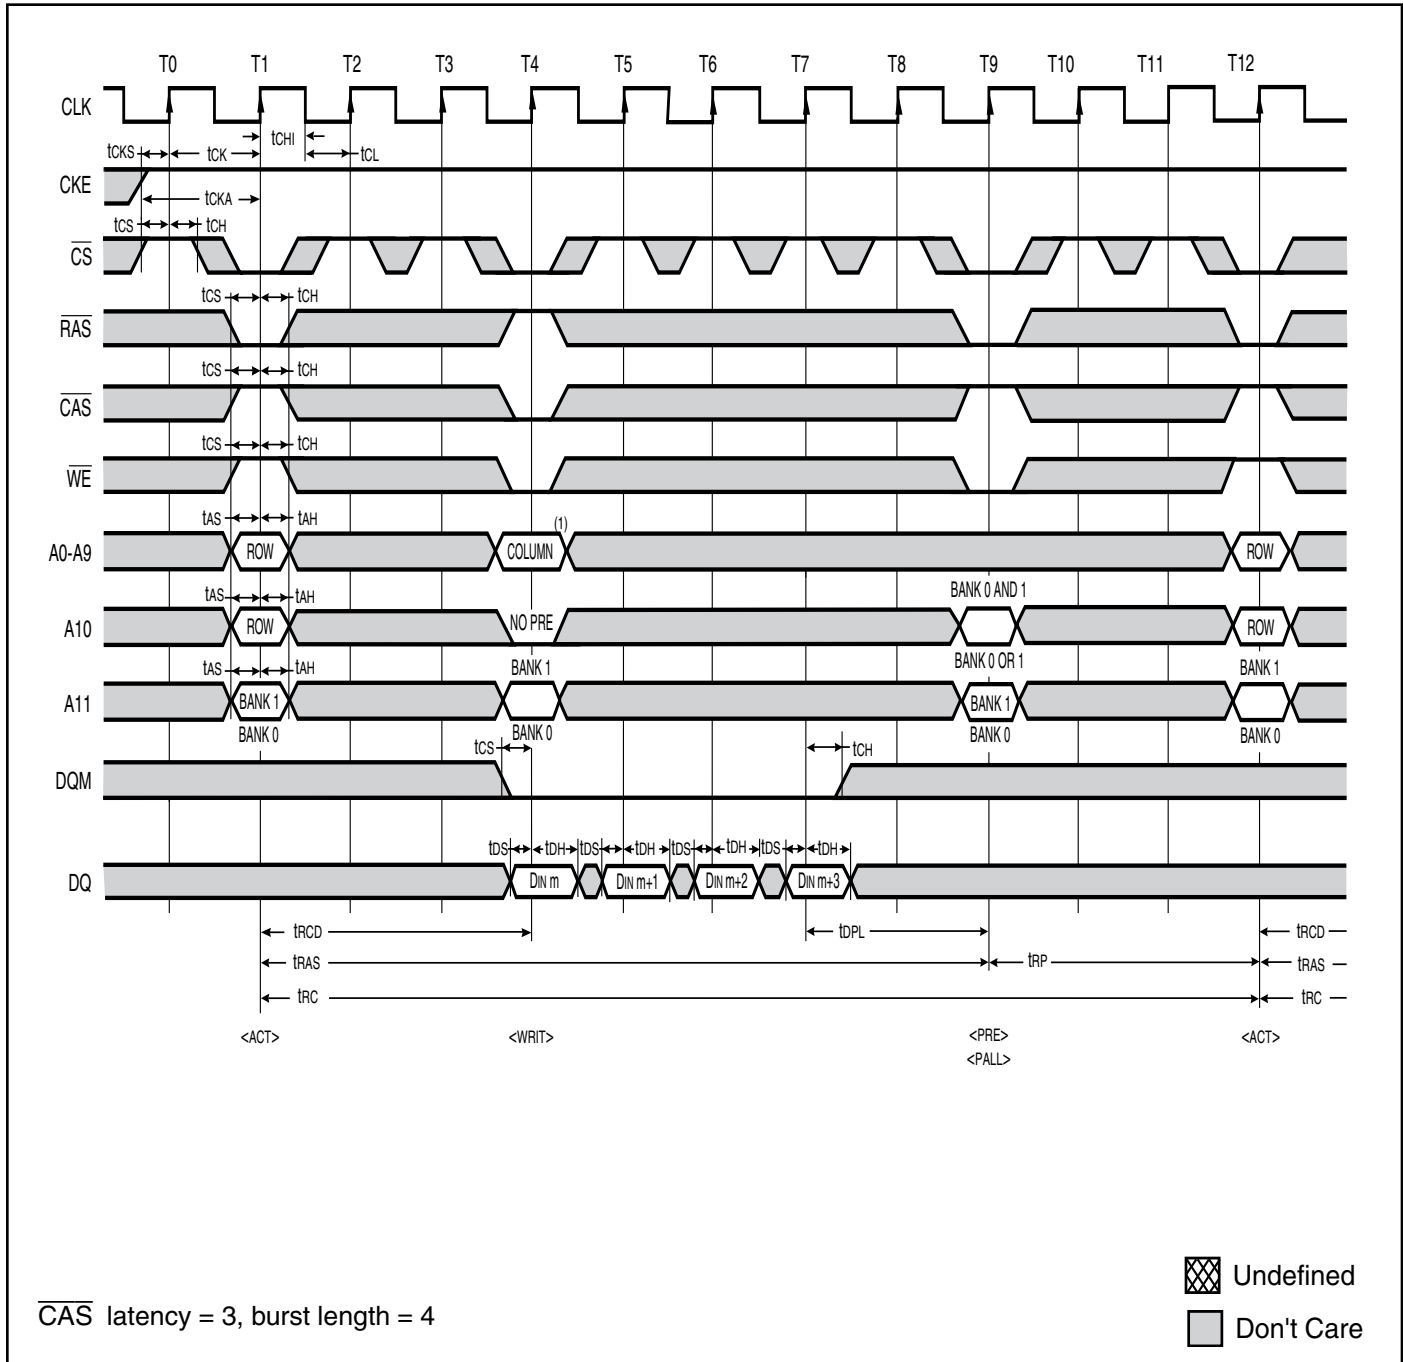 T0 T1 T2 T3 T4 T5 T6 T7 T8 T9 T10 T11 T12
CLK
tCHI
tCKS tCK tCL
CKE
tCKA
tCS tCH
CS
tCS tCH
RAS
tCS tCH
CAS
tCS tCH
WE
tAS tAH (1)
A0-A9 ROW COLUMN ROW
tAS tAH BANK 0 AND 1
A10 ROW NO PRE ROW
tAS tAH BANK 1 BANK 0 OR 1 BANK 1
A11 BANK 1 BANK 1
BANK 0 BANK 0 BANK 0 BANK 0
tCS tCH
DQM
tDS tDH tDS tDH tDS tDH tDS tDH
DQ DIN m DIN m+1 DIN m+2 DIN m+3
tRCD tDPL tRCD
tRAS tRP tRAS
tRC tRC
<ACT> <WRIT> <PRE> <ACT>
<PALL>
Undefined
CAS latency = 3, burst length = 4
Don't Care